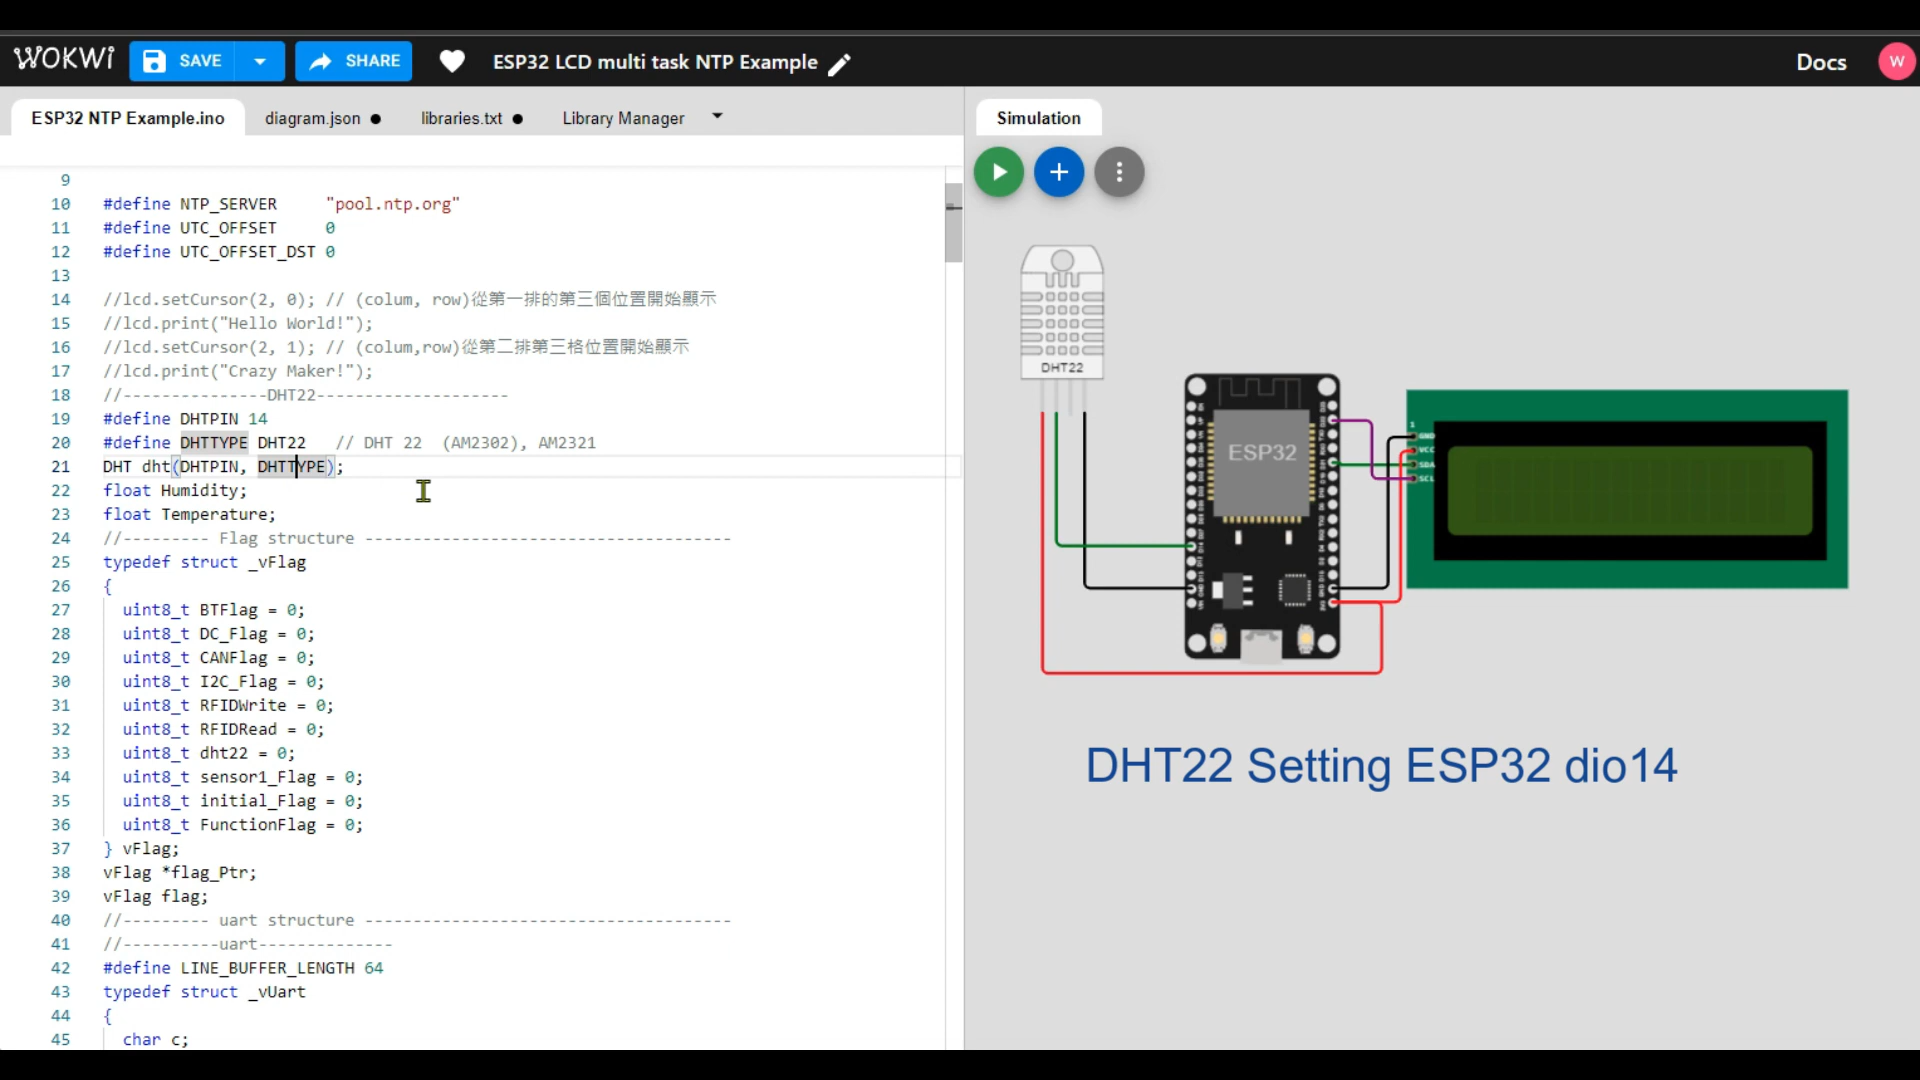 WOKWi SAVE SHARE ESP32 LCD multi task NTP Example Docs W
ESP32 NTP Example.ino diagram.json ● libraries.txt ● Library Manager
Simulation
9
10 #define NTP_SERVER "pool.ntp.org"
11 #define UTC_OFFSET 0
12 #define UTC_OFFSET_DST 0
13
14 //lcd.setCursor(2, 0); // (colum, row)從第一排的第三個位置開始顯示
15 //lcd.print("Hello World!");
16 //lcd.setCursor(2, 1); // (colum,row)從第二排第三格位置開始顯示
17 //lcd.print("Crazy Maker!");
18 //---------------DHT22--------------------
19 #define DHTPIN 14
20 #define DHTTYPE DHT22 // DHT 22 (AM2302), AM2321
21 DHT dht(DHTPIN, DHTTYPE);
22 float Humidity;
23 float Temperature;
24 //--------- Flag structure --------------------------------------
25 typedef struct _vFlag
26 {
27 uint8_t BTFlag = 0;
28 uint8_t DC_Flag = 0;
29 uint8_t CANFlag = 0;
30 uint8_t I2C_Flag = 0;
31 uint8_t RFIDWrite = 0;
32 uint8_t RFIDRead = 0;
33 uint8_t dht22 = 0;
34 uint8_t sensor1_Flag = 0;
35 uint8_t initial_Flag = 0;
36 uint8_t FunctionFlag = 0;
37 } vFlag;
38 vFlag *flag_Ptr;
39 vFlag flag;
40 //--------- uart structure --------------------------------------
41 //----------uart--------------
42 #define LINE_BUFFER_LENGTH 64
43 typedef struct _vUart
44 {
45 char c;
DHT22
ESP32
1
GND
VCC
SDA
SCL
DHT22 Setting ESP32 dio14